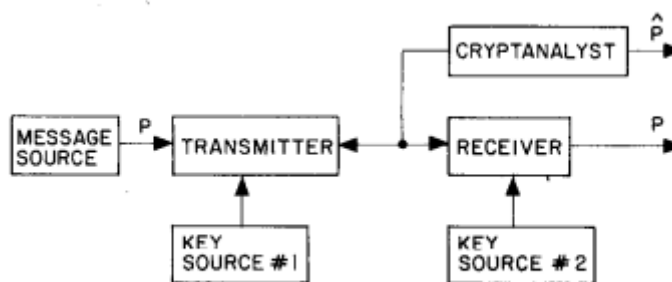 P̂
CRYPTANALYST
MESSAGE
SOURCE
P
TRANSMITTER
RECEIVER
P
KEY
SOURCE #1
KEY
SOURCE #2